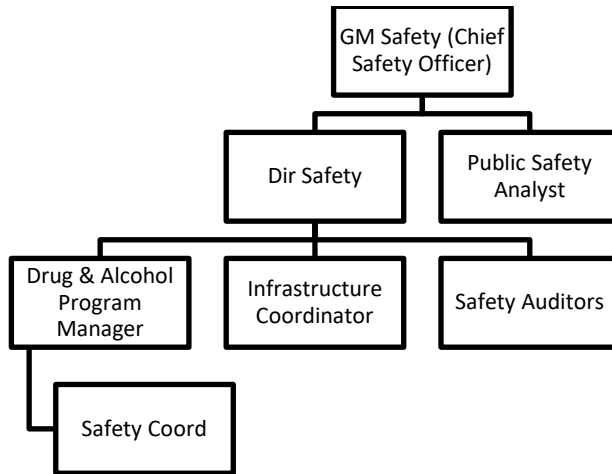 GM Safety (Chief
Safety Officer)
Dir Safety
Public Safety
Analyst
Drug & Alcohol
Program
Manager
Infrastructure
Coordinator
Safety Auditors
Safety Coord